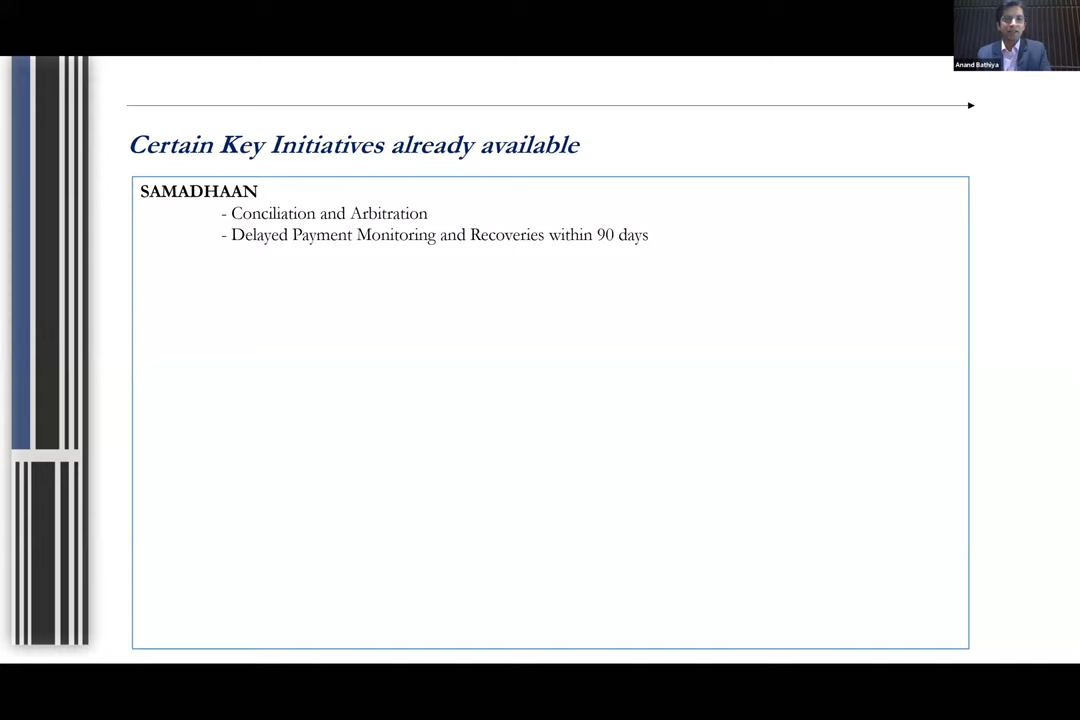 Anand Bathiya
Certain Key Initiatives already available
SAMADHAAN
- Conciliation and Arbitration
- Delayed Payment Monitoring and Recoveries within 90 days